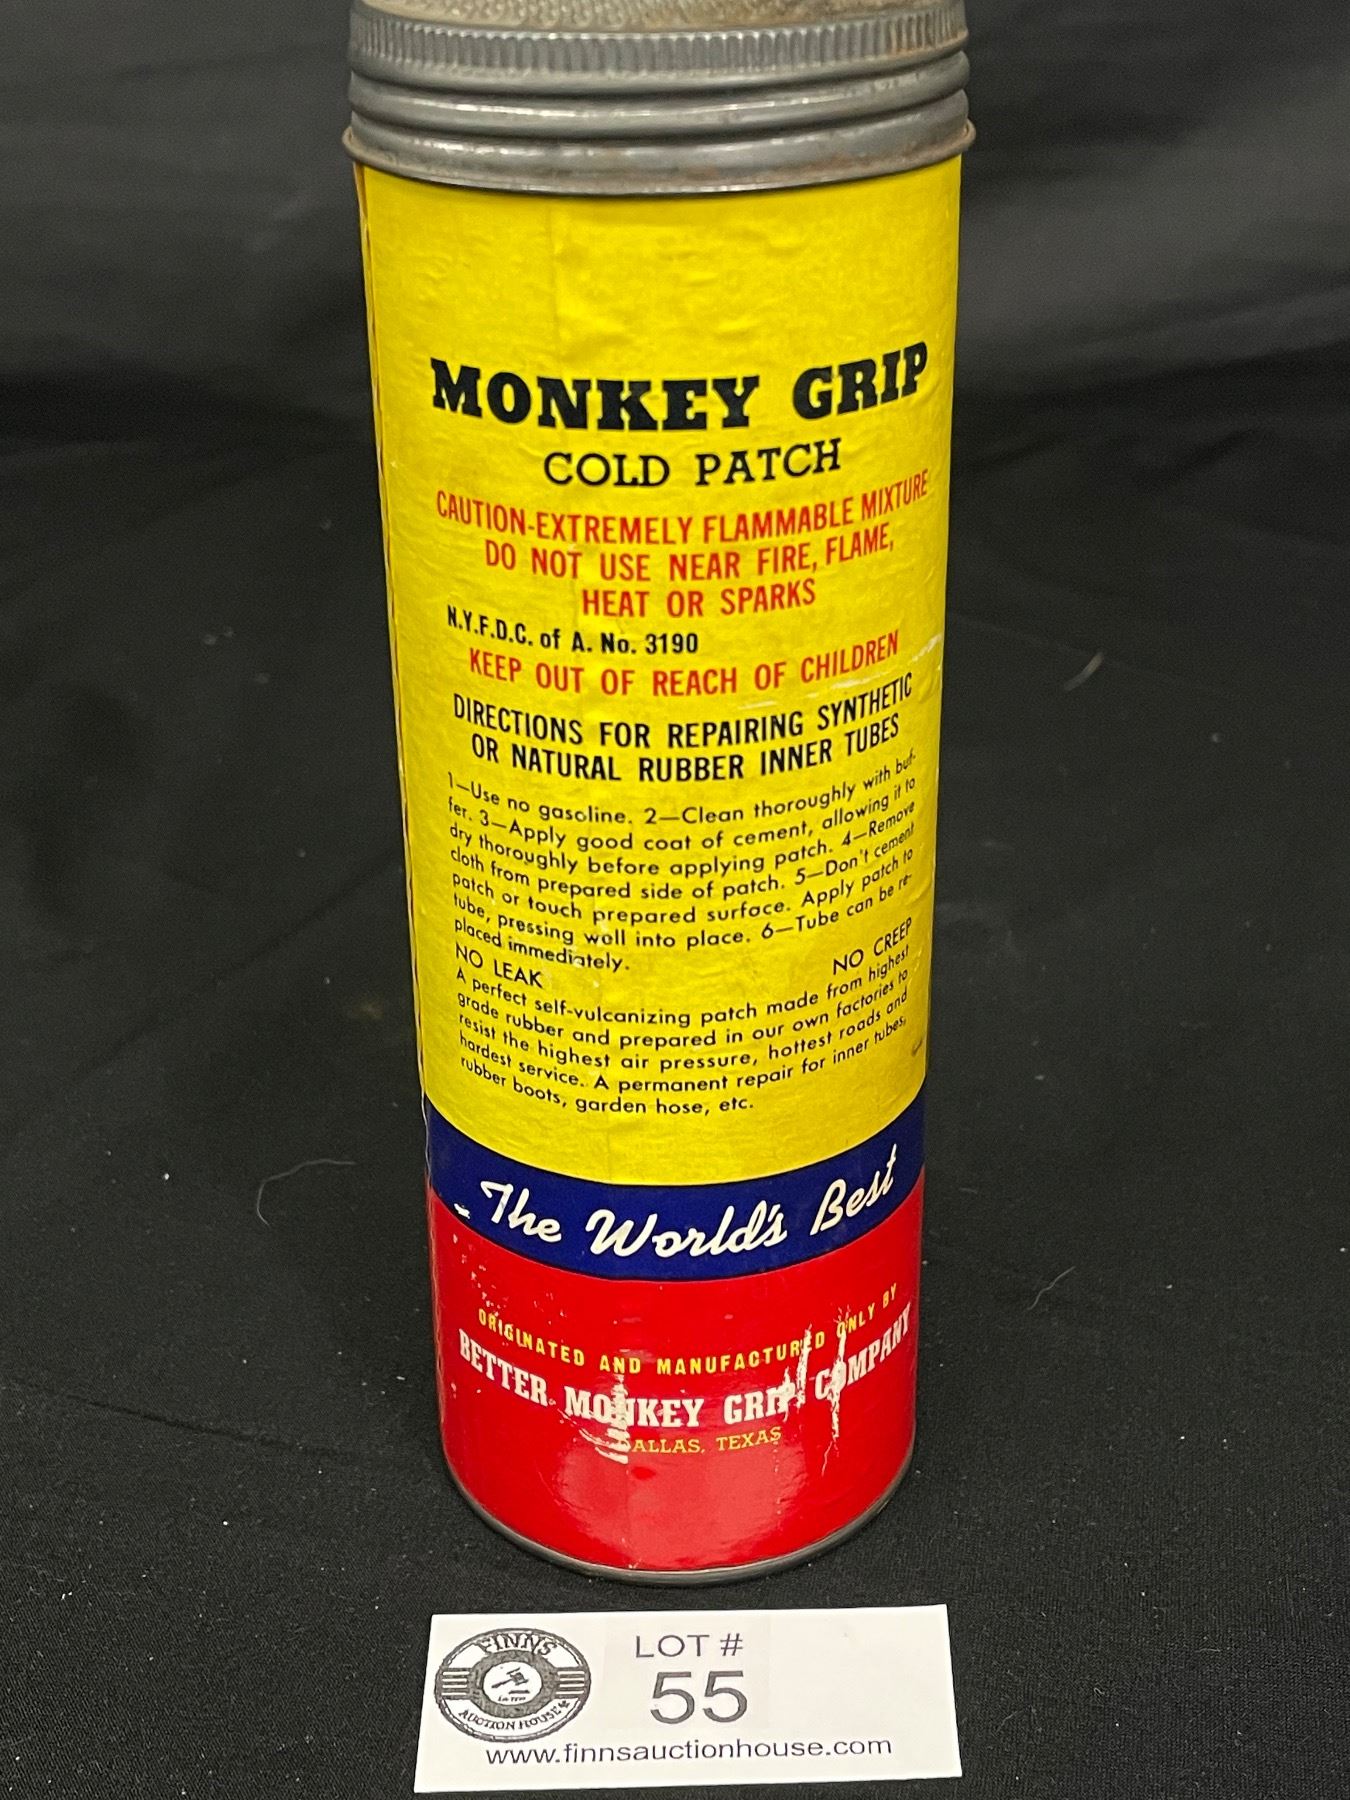 MONKEY GRIP
COLD PATCH
CAUTION-EXTREMELY FLAMMABLE MIXTURE
DO NOT USE NEAR FIRE, FLAME,
HEAT OR SPARKS
N.Y.F.D.C. of A. No. 3190
KEEP OUT OF REACH OF CHILDREN
DIRECTIONS FOR REPAIRING SYNTHETIC
OR NATURAL RUBBER INNER TUBES
1—Use no gasoline. 2—Clean thoroughly with buf-
fer. 3—Apply good coat of cement, allowing it to
dry thoroughly before applying patch. 4—Remove
cloth from prepared side of patch. 5—Don't cement
patch or touch prepared surface. Apply patch to
tube, pressing well into place. 6—Tube can be re-
placed immediately.
NO LEAK NO CREEP
A perfect self-vulcanizing patch made from highest
grade rubber and prepared in our own factories to
resist the highest air pressure, hottest roads and
hardest service. A permanent repair for inner tubes,
rubber boots, garden hose, etc.
The World's Best
ORIGINATED AND MANUFACTURED ONLY BY
BETTER MONKEY GRIP COMPANY
DALLAS, TEXAS
FINNS
AUCTION HOUSE
LOT #
55
www.finnsauctionhouse.com